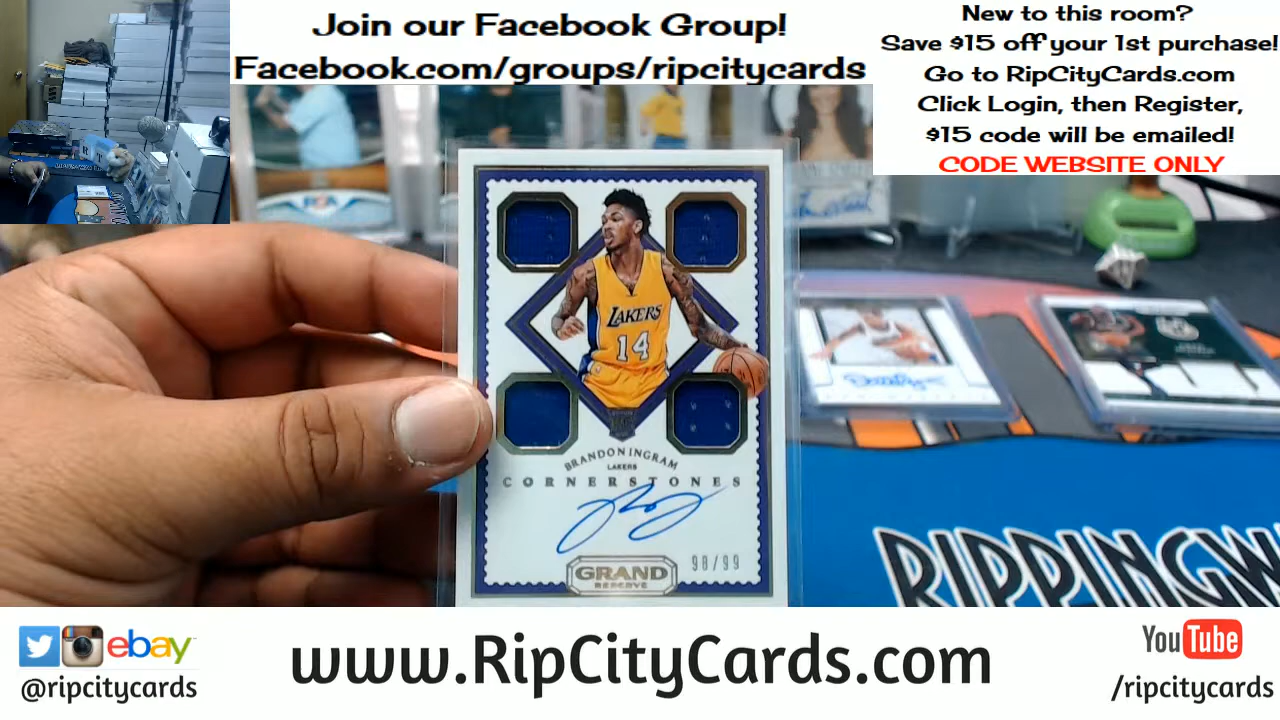 Join our Facebook Group!
Facebook.com/groups/ripcitycards
New to this room?
Save $15 off your 1st purchase!
Go to RipCityCards.com
Click Login, then Register,
$15 code will be emailed!
CODE WEBSITE ONLY
PSA
LAKERS
14
BRANDON INGRAM
LAKERS
CORNERSTONES
GRAND
RESERVE
98/99
RIPPINGW
ebay
@ripcitycards
www.RipCityCards.com
YouTube
/ripcitycards